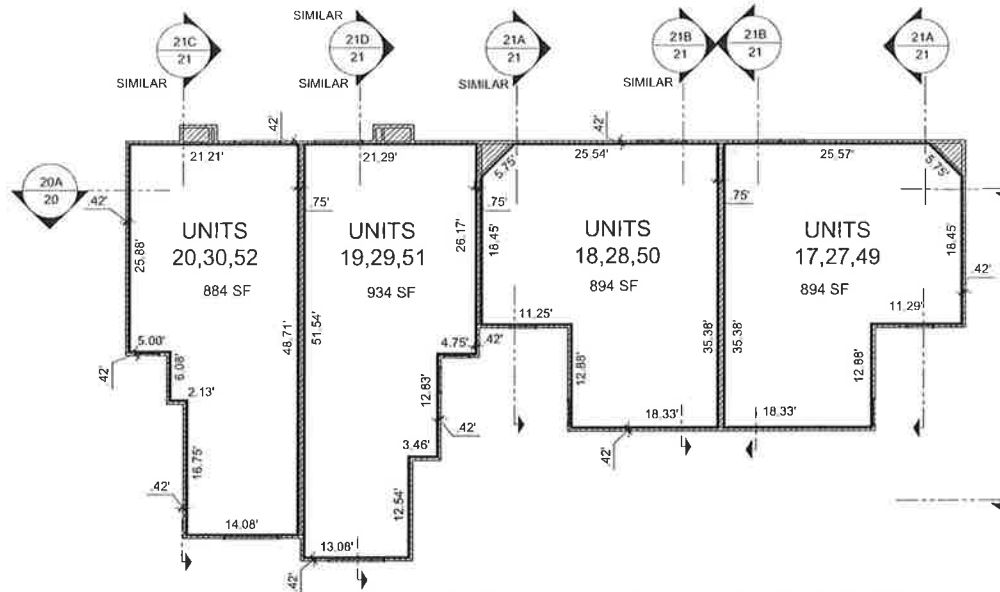 SIMILAR
21C
21
SIMILAR
21D
21
SIMILAR
21A
21
SIMILAR
21B
21
SIMILAR
21B
21
21A
21
20A
20
.42'
.42'
.42'
21.21'
21.29'
25.54'
25.57'
5.75'
5.75'
.42'
.75'
.75'
.75'
25.88'
26.17'
18.45'
18.45'
.42'
UNITS
20,30,52
884 SF
UNITS
19,29,51
934 SF
UNITS
18,28,50
894 SF
UNITS
17,27,49
894 SF
48.71'
51.54'
35.38'
35.38'
11.25'
11.29'
5.00'
.42'
6.08'
2.13'
4.75'
.42'
12.83'
.42'
12.88'
12.88'
3.46'
18.33'
18.33'
.42'
16.75'
.42'
12.54'
14.08'
13.08'
.42'